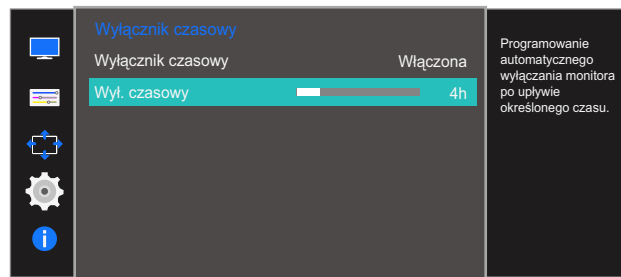 Wyłącznik czasowy
Wyłącznik czasowy Włączona
Wył. czasowy 4h
Programowanie
automatycznego
wyłączania monitora
po upływie
określonego czasu.
i